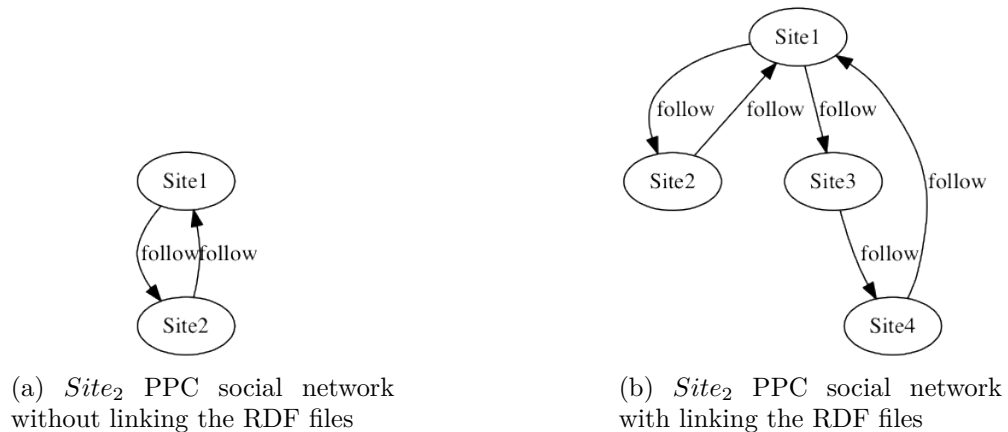 Site1
follow
follow
Site2
(a) Site₂ PPC social network
without linking the RDF files
Site1
follow
follow
follow
Site2
Site3
follow
follow
Site4
(b) Site₂ PPC social network
with linking the RDF files